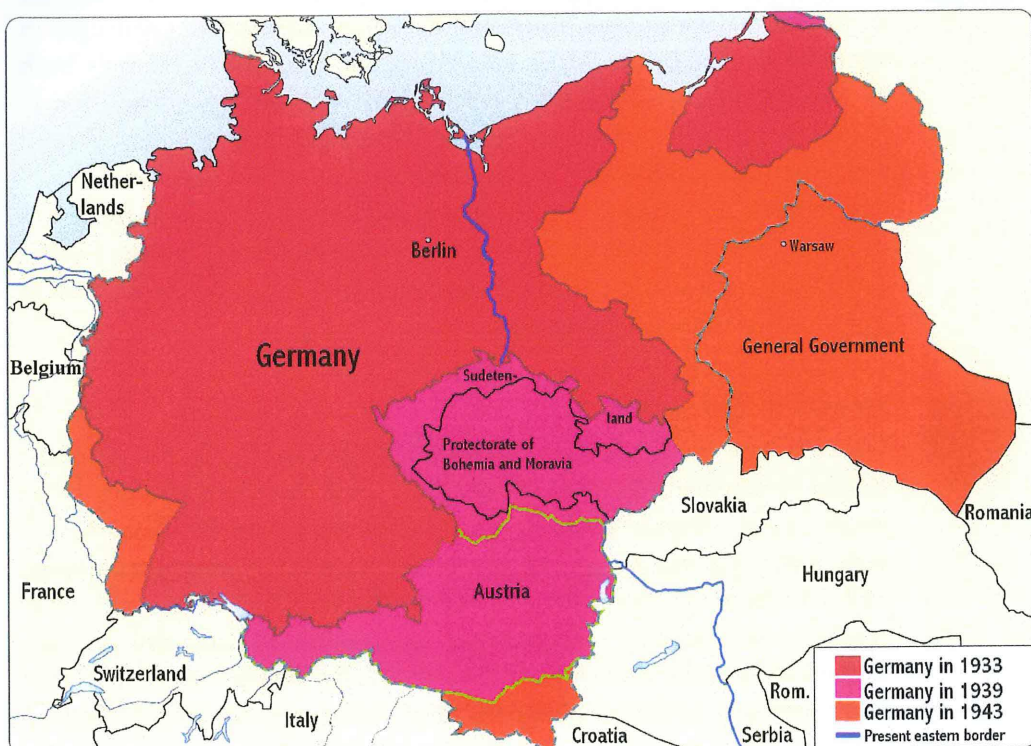 Nether-
lands
Berlin
Warsaw
Belgium
Germany
General Government
Sudeten-
land
Protectorate of
Bohemia and Moravia
Slovakia
Romania
France
Austria
Hungary
Switzerland
Italy
Croatia
Rom.
Serbia
Germany in 1933
Germany in 1939
Germany in 1943
Present eastern border